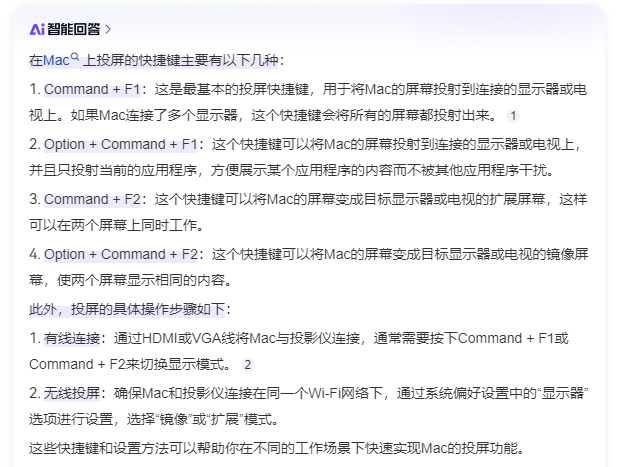 Ai智能回答 >
在Mac 上投屏的快捷键主要有以下几种：
1. Command + F1：这是最基本的投屏快捷键，用于将Mac的屏幕投射到连接的显示器或电
视上。如果Mac连接了多个显示器，这个快捷键会将所有的屏幕都投射出来。 1
2. Option + Command + F1：这个快捷键可以将Mac的屏幕投射到连接的显示器或电视上，
并且只投射当前的应用程序，方便展示某个应用程序的内容而不被其他应用程序干扰。
3. Command + F2：这个快捷键可以将Mac的屏幕变成目标显示器或电视的扩展屏幕，这样
可以在两个屏幕上同时工作。
4. Option + Command + F2：这个快捷键可以将Mac的屏幕变成目标显示器或电视的镜像屏
幕，使两个屏幕显示相同的内容。
此外，投屏的具体操作步骤如下：
1. 有线连接：通过HDMI或VGA线将Mac与投影仪连接，通常需要按下Command + F1或
Command + F2来切换显示模式。 2
2. 无线投屏：确保Mac和投影仪连接在同一个Wi-Fi网络下，通过系统偏好设置中的“显示器”
选项进行设置，选择“镜像”或“扩展”模式。
这些快捷键和设置方法可以帮助你在不同的工作场景下快速实现Mac的投屏功能。